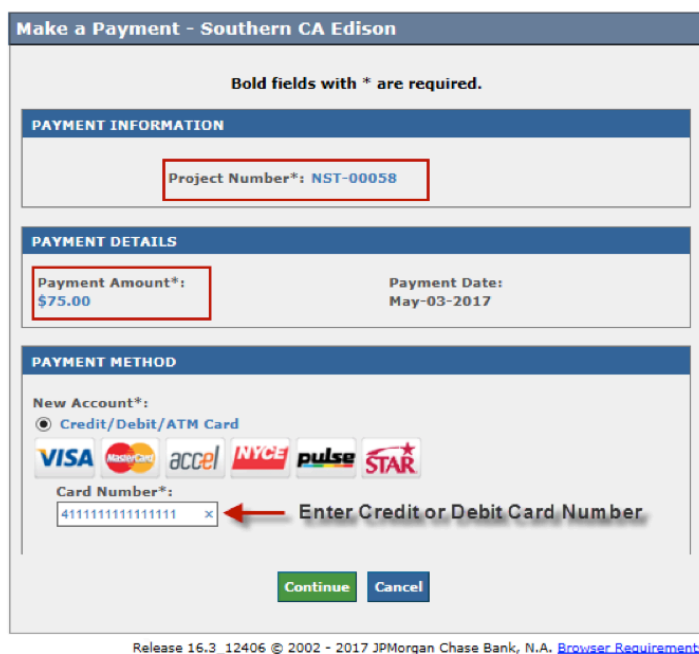 Make a Payment - Southern CA Edison
Bold fields with * are required.
PAYMENT INFORMATION
Project Number*: NST-00058
PAYMENT DETAILS
Payment Amount*: Payment Date:
$75.00 May-03-2017
PAYMENT METHOD
New Account*:
Credit/Debit/ATM Card
VISA MasterCard accel NYCE pulse STAR
Card Number*:
4111111111111111 × Enter Credit or Debit Card Number
Continue Cancel
Release 16.3_12406 © 2002 - 2017 JPMorgan Chase Bank, N.A. Browser Requirement